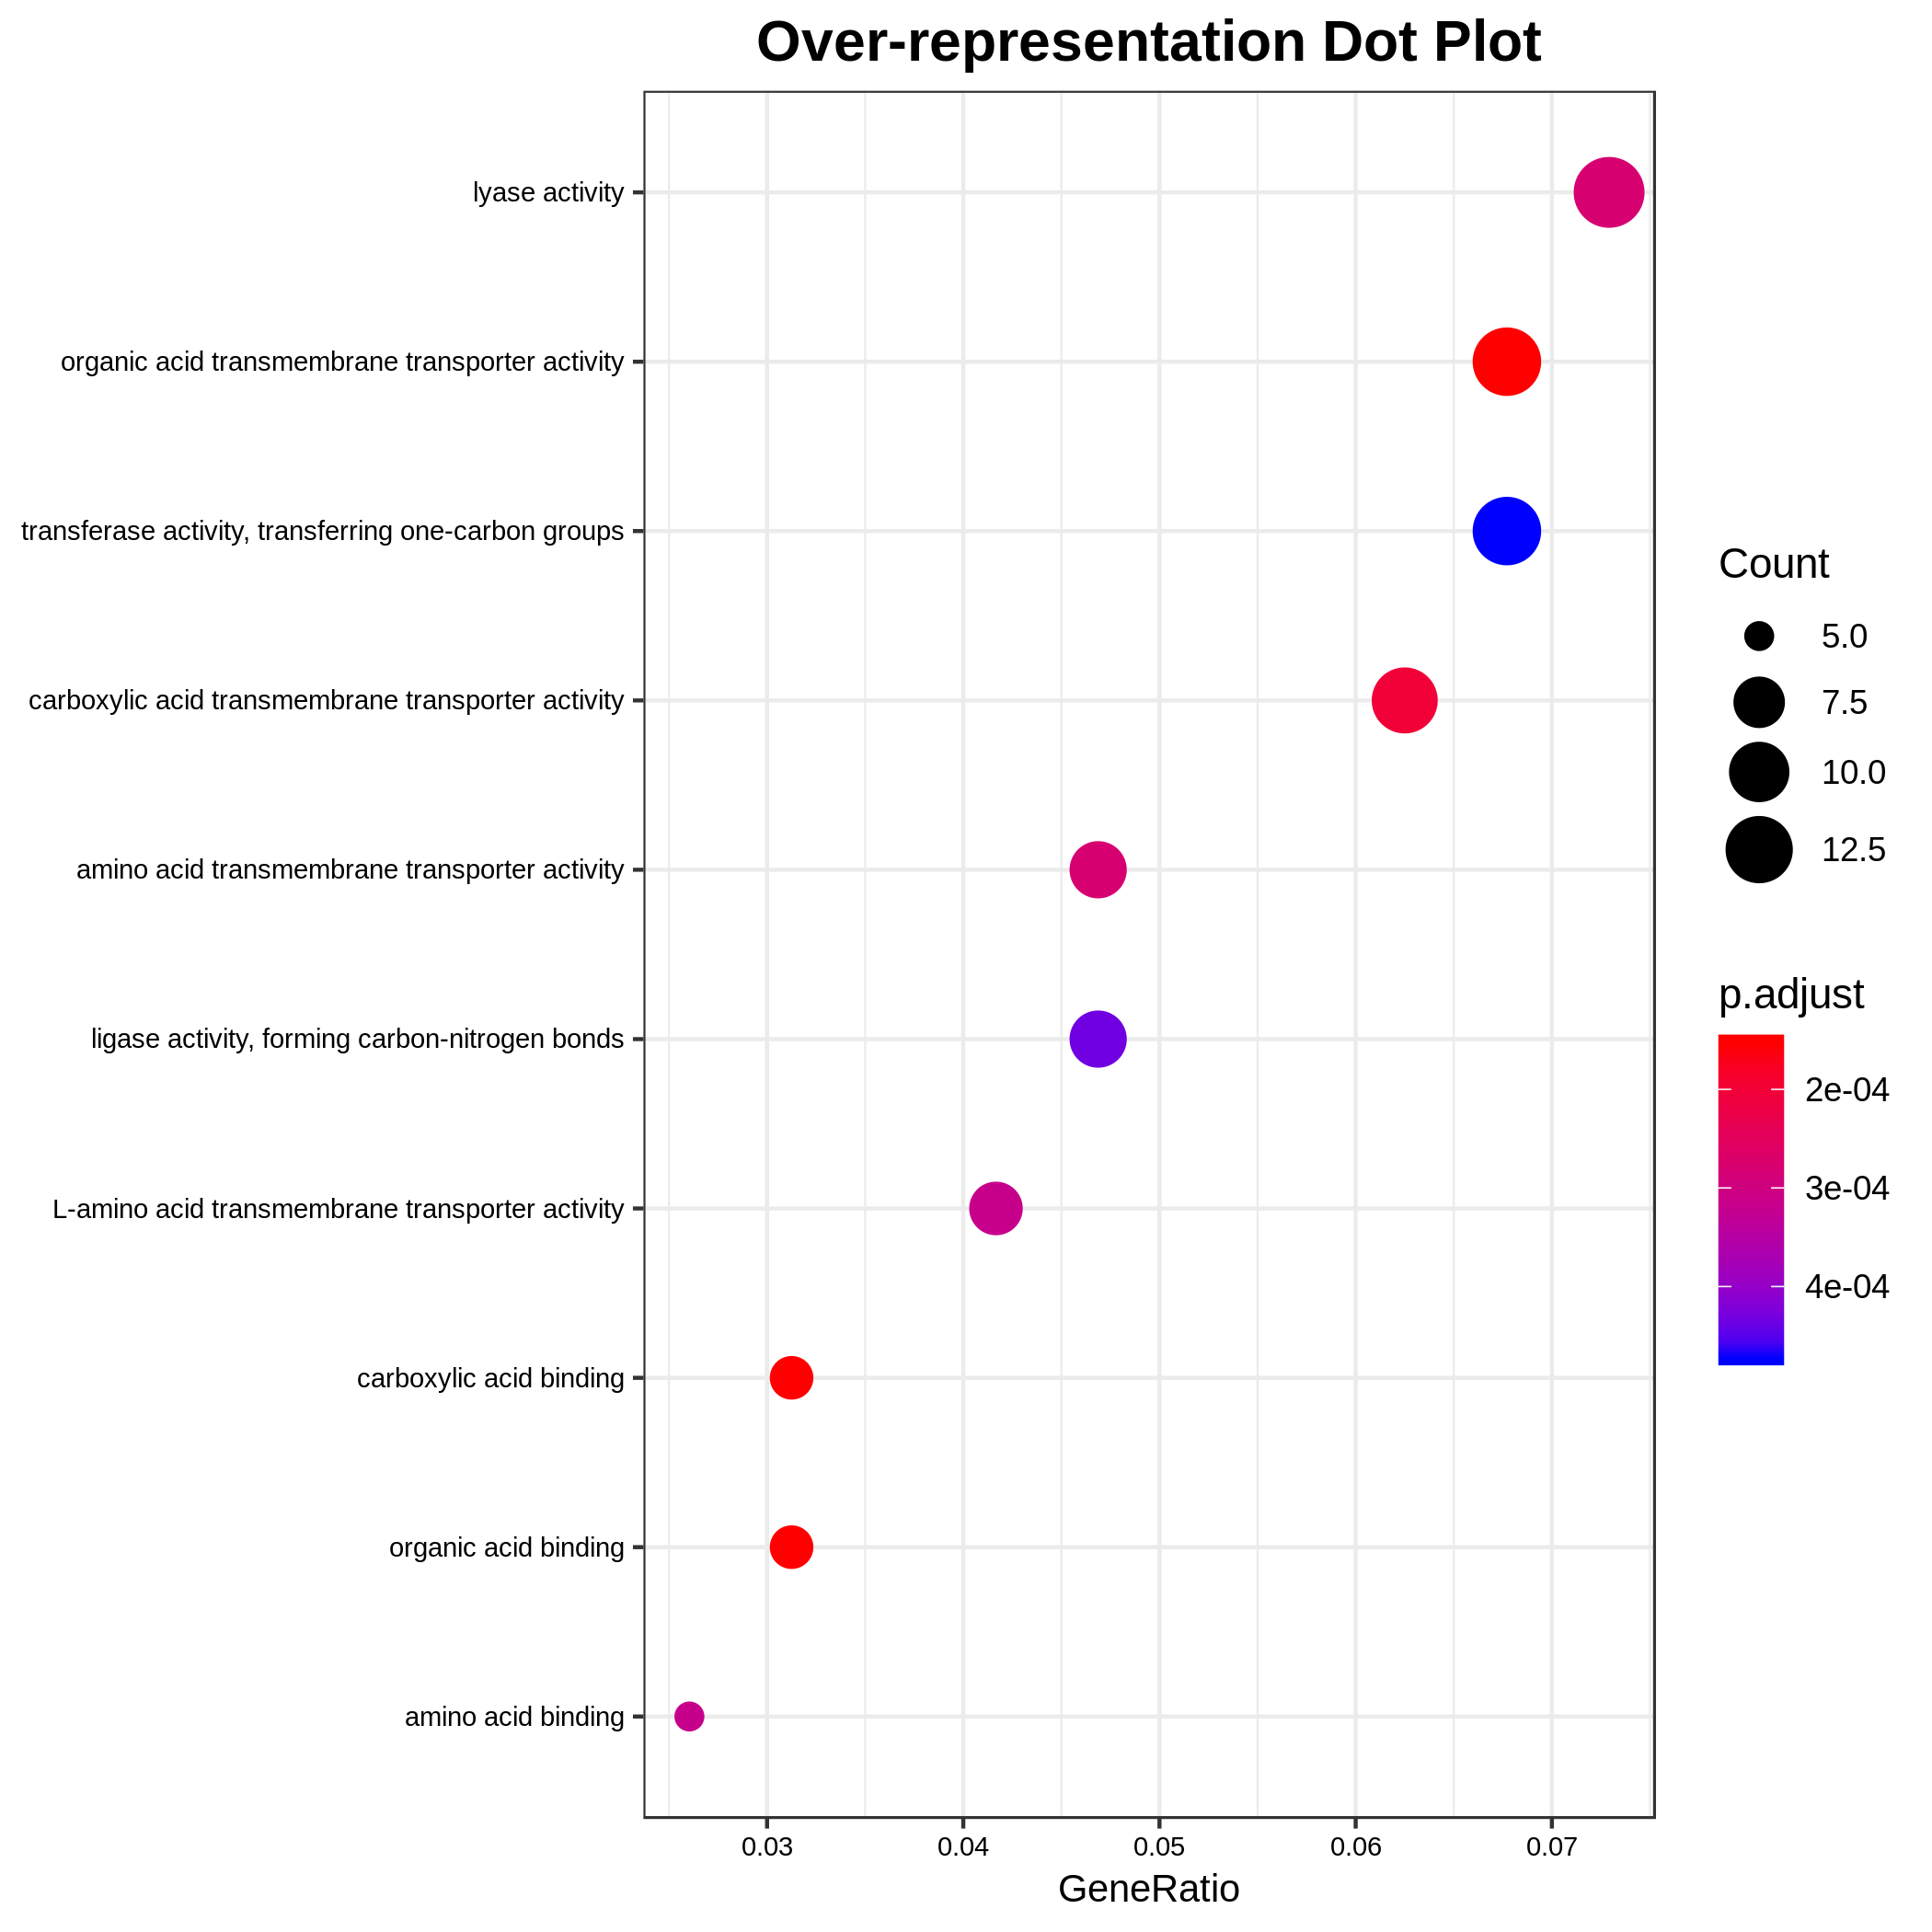 Over-representation Dot Plot
lyase activity
organic acid transmembrane transporter activity
transferase activity, transferring one-carbon groups
carboxylic acid transmembrane transporter activity
amino acid transmembrane transporter activity
ligase activity, forming carbon-nitrogen bonds
L-amino acid transmembrane transporter activity
carboxylic acid binding
organic acid binding
amino acid binding
0.03 0.04 0.05 0.06 0.07
GeneRatio
Count
5.0
7.5
10.0
12.5
p.adjust
2e-04
3e-04
4e-04